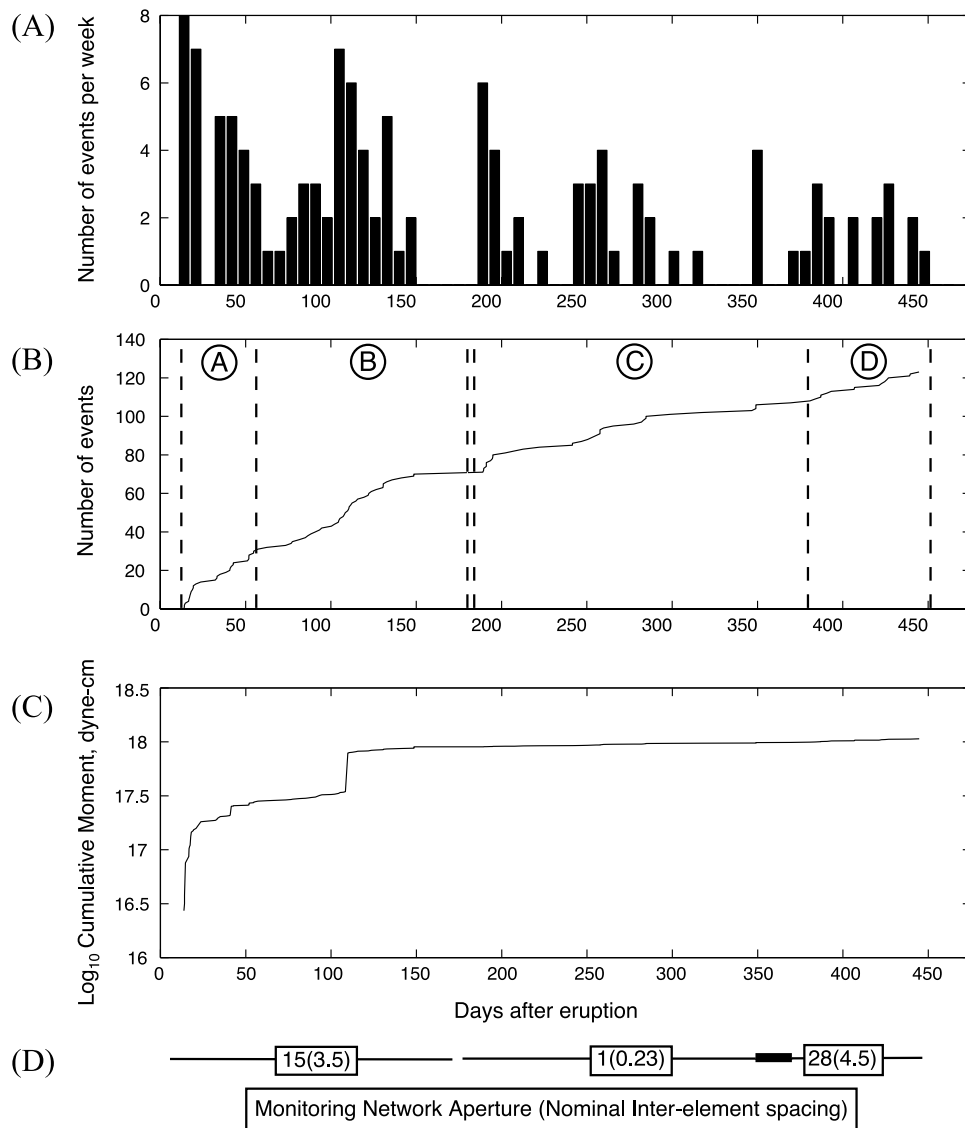 (A)
Number of events per week
8
6
4
2
0
0 50 100 150 200 250 300 350 400 450
(B)
Number of events
140
120
100
80
60
40
20
0
A B C D
0 50 100 150 200 250 300 350 400 450
(C)
Log10 Cumulative Moment, dyne-cm
18.5
18
17.5
17
16.5
16
0 50 100 150 200 250 300 350 400 450
Days after eruption
(D)
15(3.5) 1(0.23) 28(4.5)
Monitoring Network Aperture (Nominal Inter-element spacing)